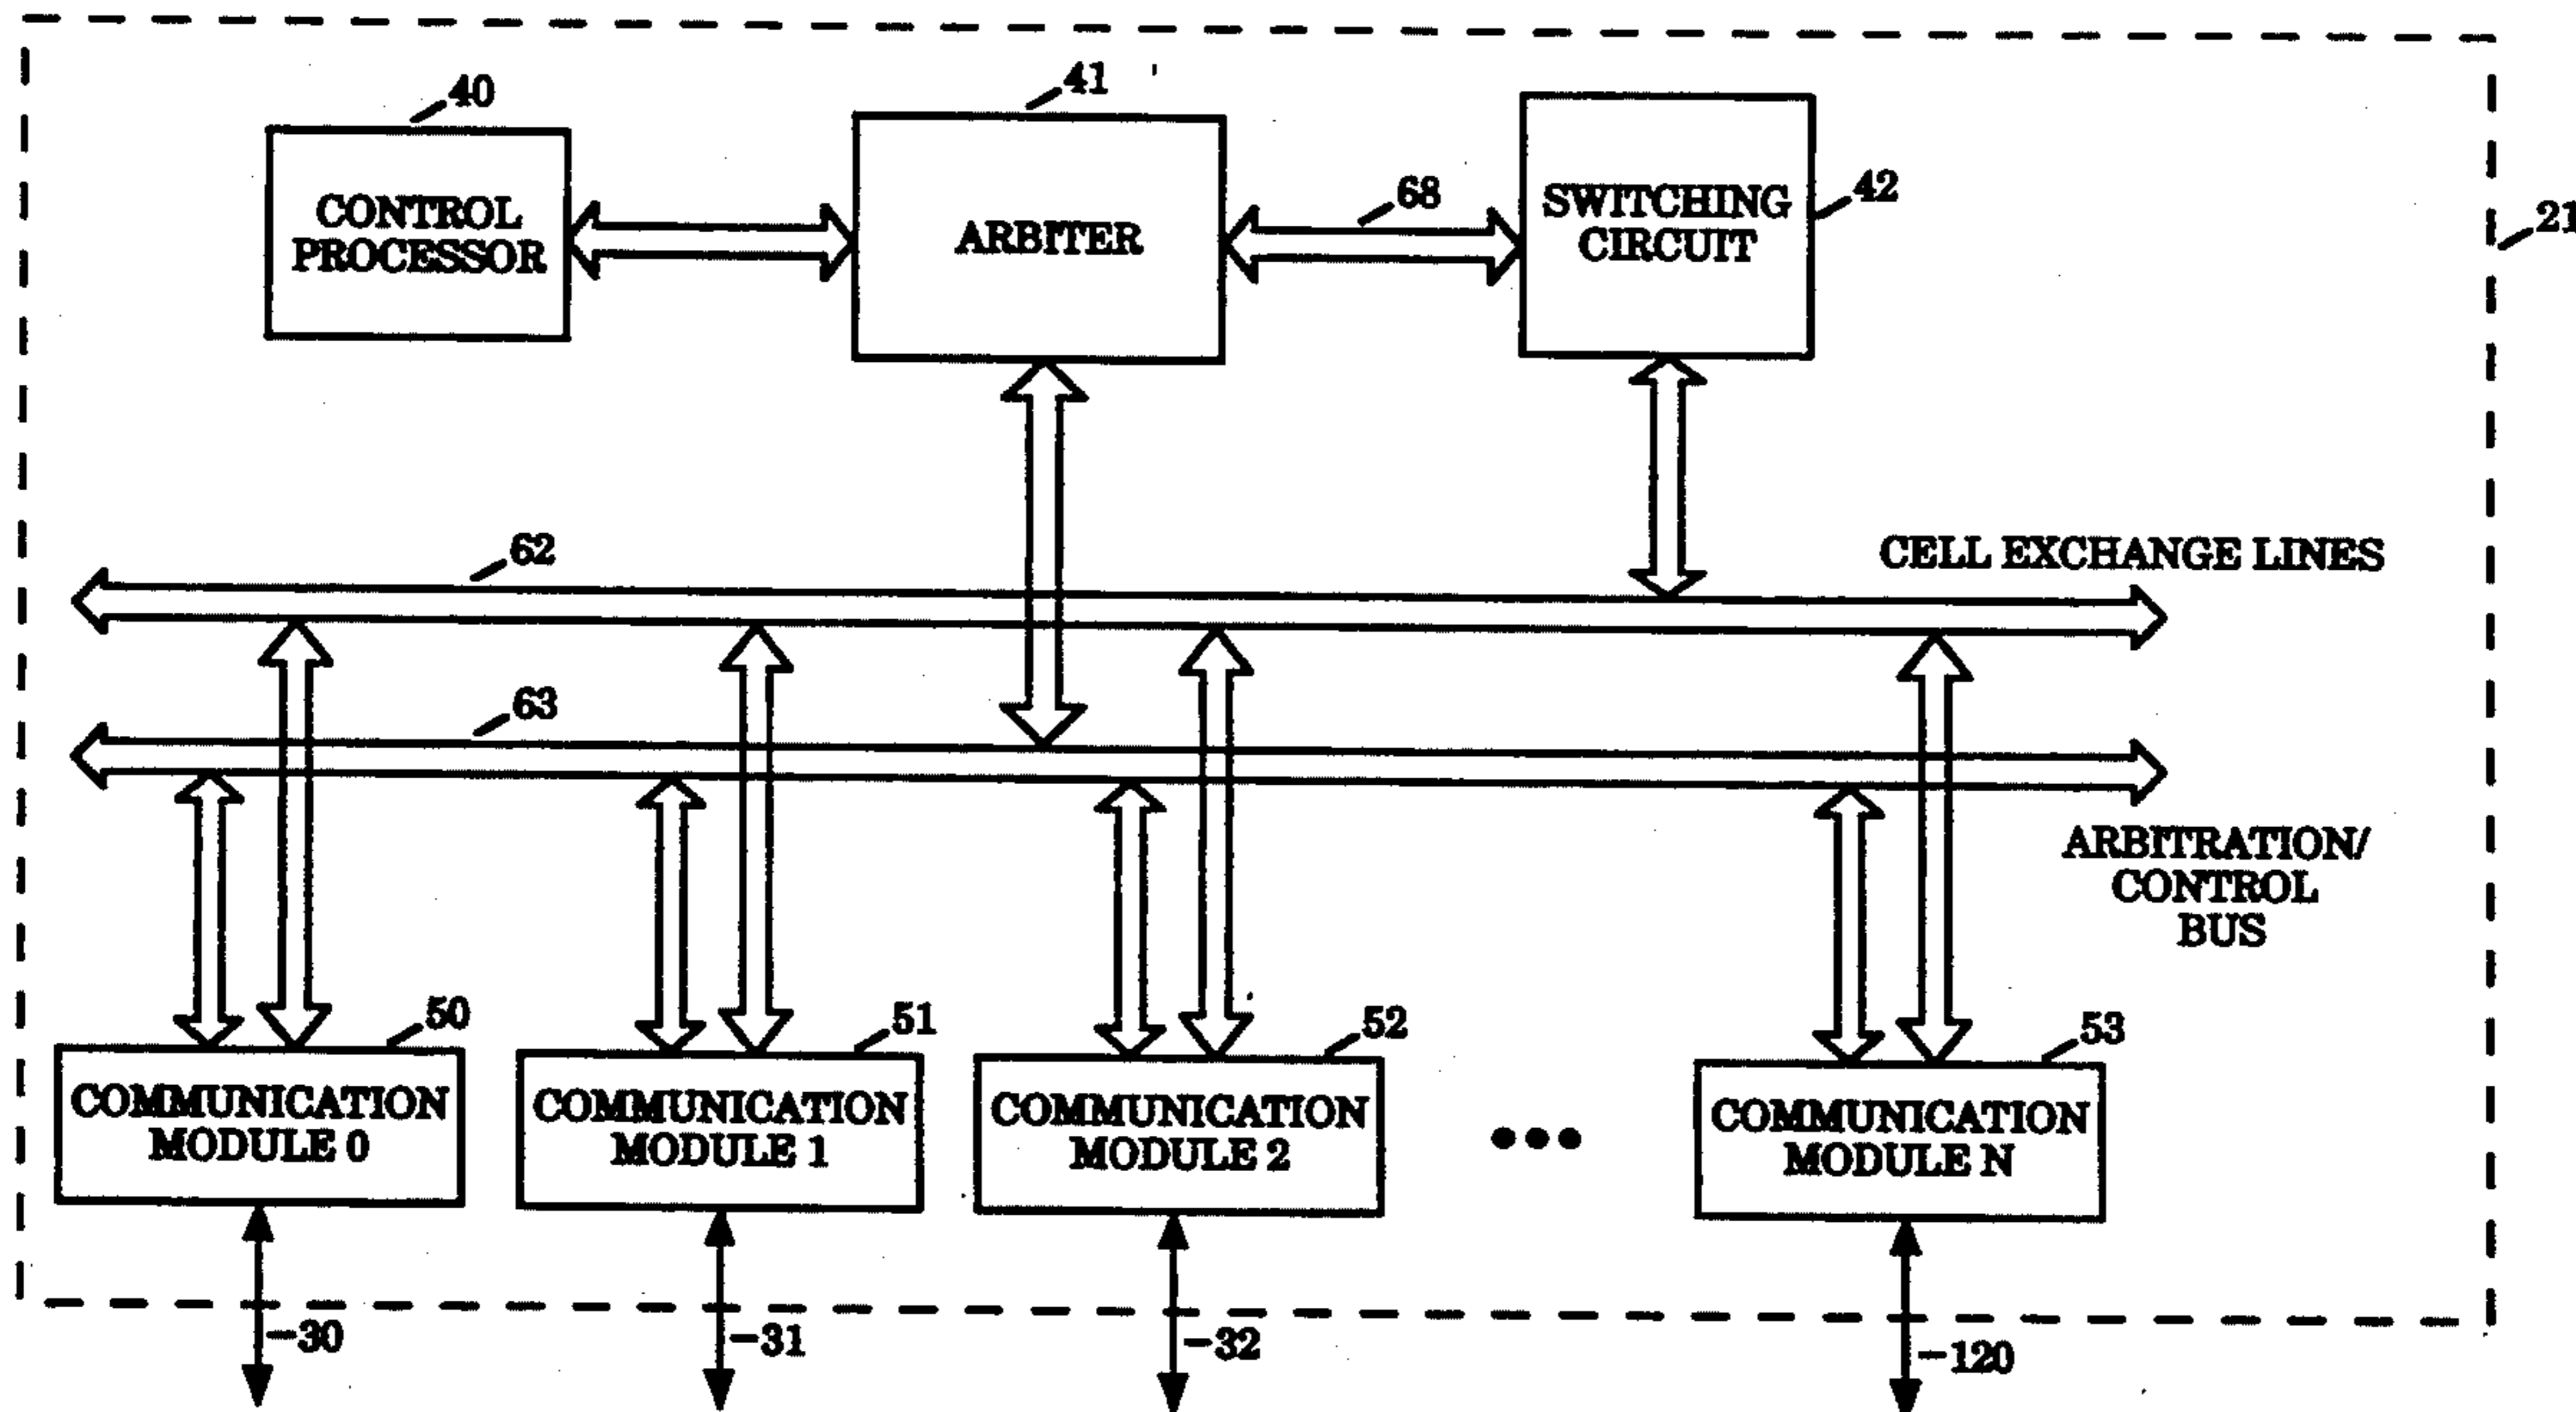 40
41
CONTROL
PROCESSOR
ARBITER
68
SWITCHING
CIRCUIT
42
21
62
CELL EXCHANGE LINES
63
ARBITRATION/
CONTROL
BUS
50
51
52
53
COMMUNICATION
MODULE 0
COMMUNICATION
MODULE 1
COMMUNICATION
MODULE 2
COMMUNICATION
MODULE N
30
31
32
120